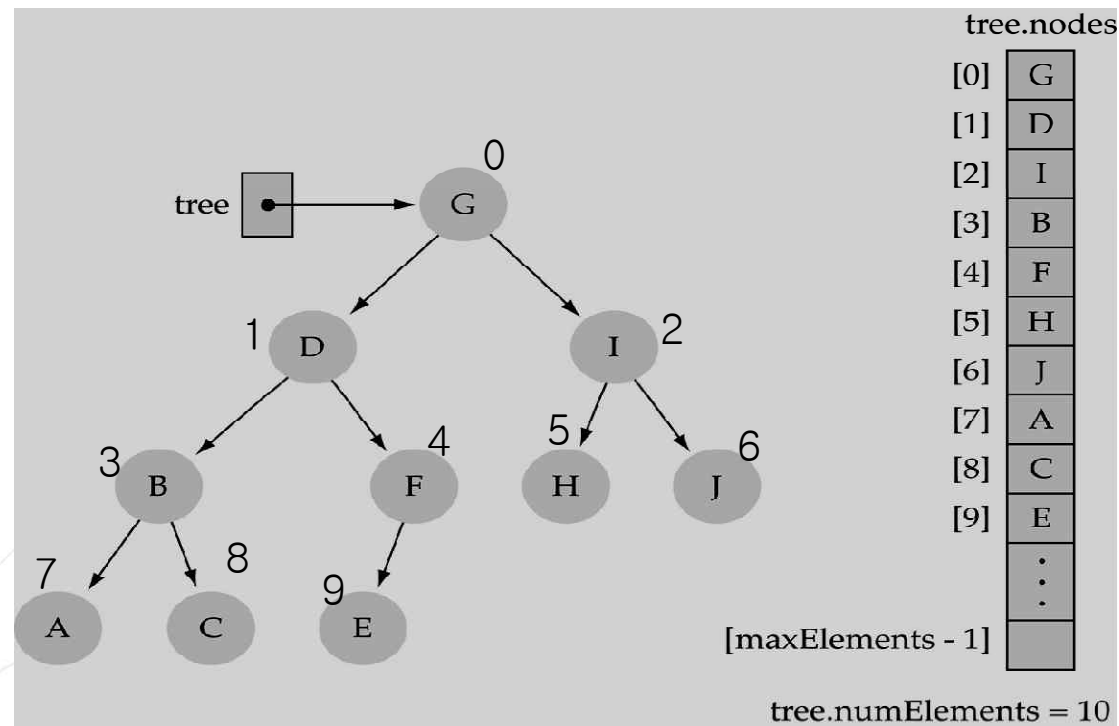 tree.nodes
[0] G
[1] D
[2] I
[3] B
[4] F
[5] H
[6] J
[7] A
[8] C
[9] E
[maxElements - 1]
tree.numElements = 10
0
tree G
1 D I 2
3 B 4 F 5 H 6 J
7 A 8 C 9 E